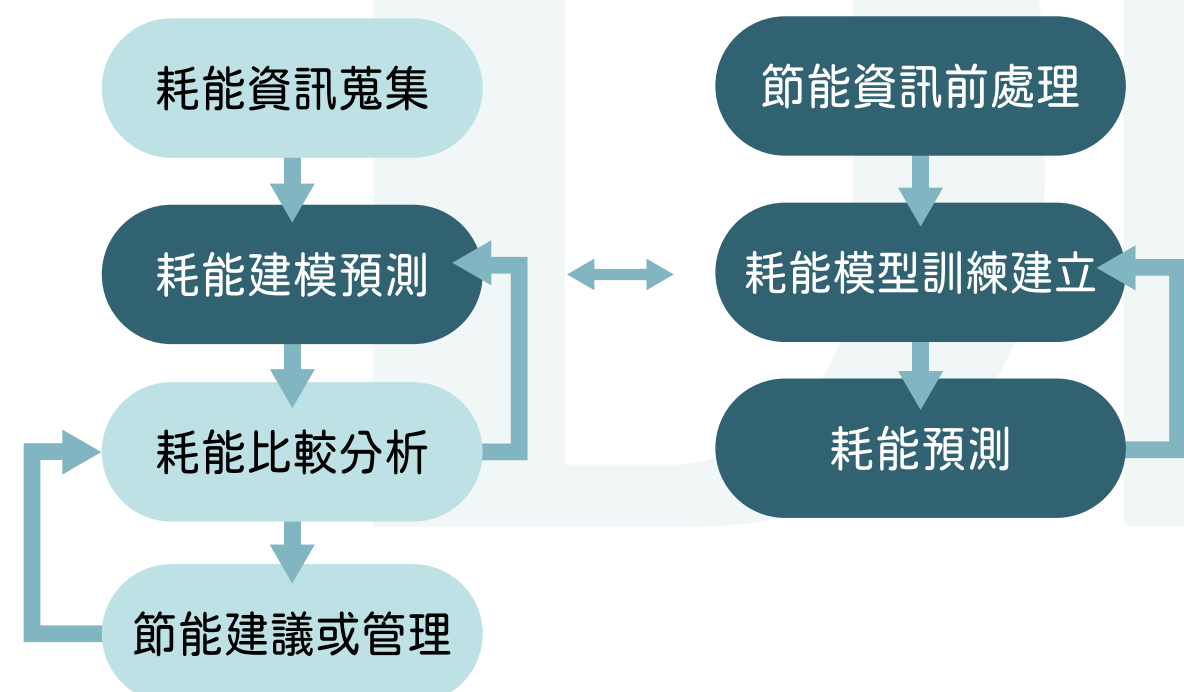 耗能資訊蒐集
耗能建模預測
耗能比較分析
節能建議或管理
節能資訊前處理
耗能模型訓練建立
耗能預測